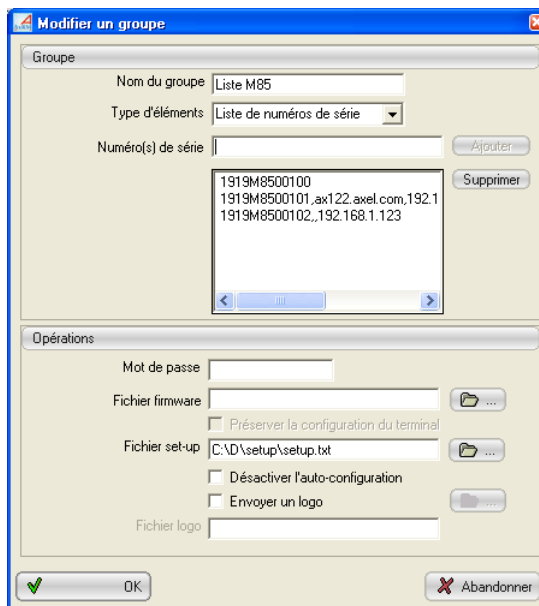 Modifier un groupe
Groupe
Nom du groupe Liste M85
Type d'éléments Liste de numéros de série
Numéro(s) de série Ajouter
1919M8500100 Supprimer
1919M8500101,ax122.axel.com,192.1
1919M8500102,,192.168.1.123
Opérations
Mot de passe
Fichier firmware ...
Préserver la configuration du terminal
Fichier set-up C:\D\setup\setup.txt ...
Désactiver l'auto-configuration
Envoyer un logo ...
Fichier logo
OK Abandonner